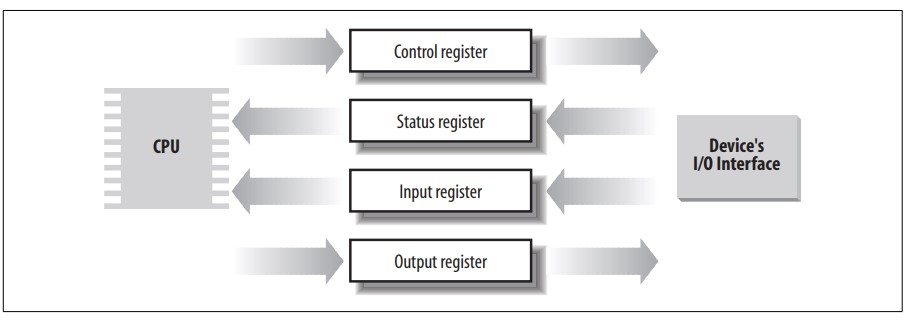 Control register
Status register
CPU
Device's
I/O Interface
Input register
Output register